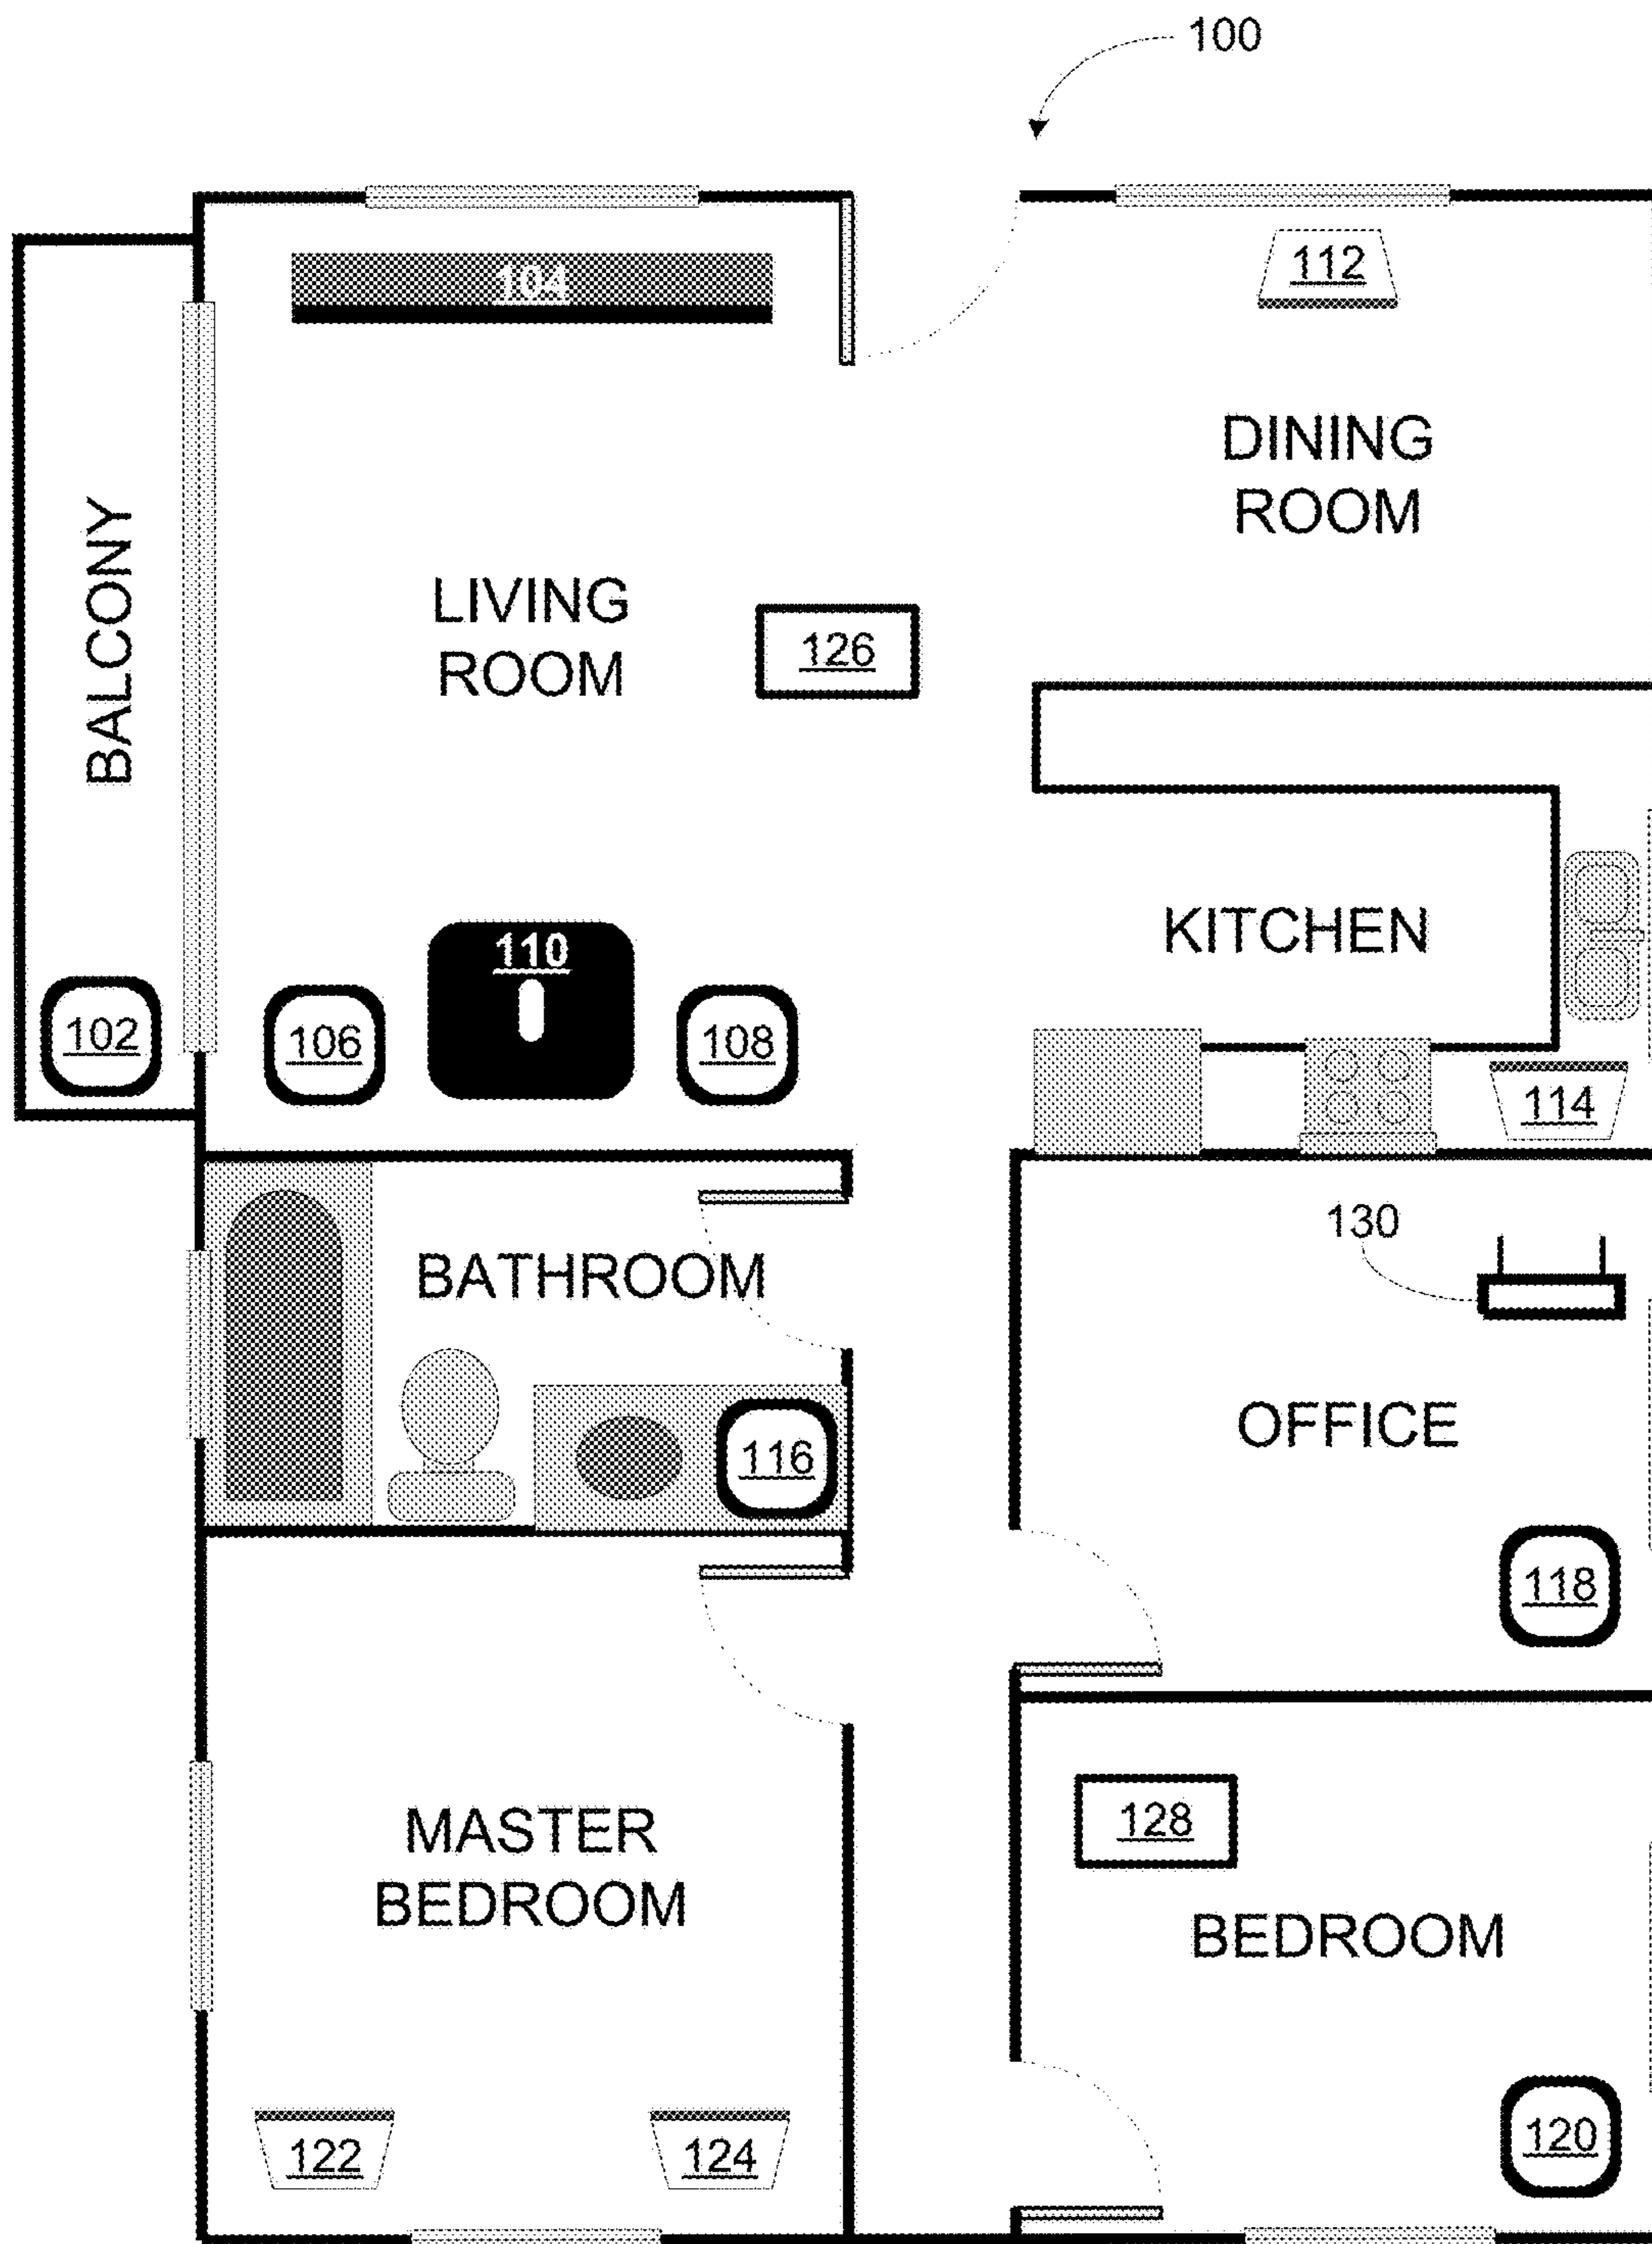 100
104
112
DINING
ROOM
BALCONY
LIVING
ROOM
126
KITCHEN
110
102
106
108
114
130
BATHROOM
OFFICE
116
118
128
MASTER
BEDROOM
BEDROOM
122
124
120